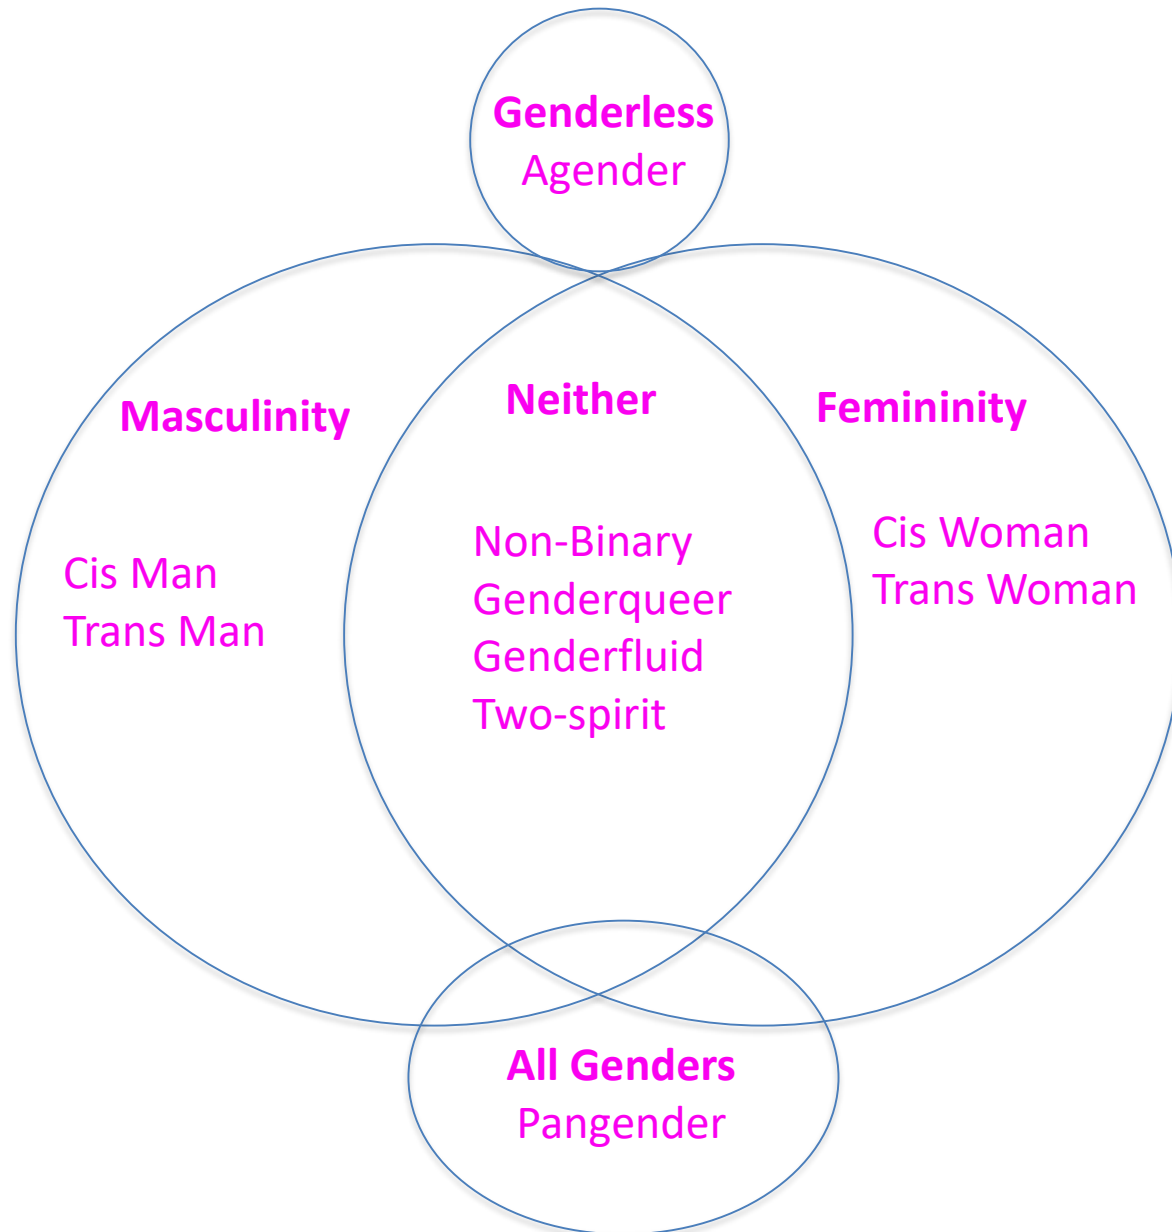 Genderless
Agender
Masculinity
Cis Man
Trans Man
Neither
Non-Binary
Genderqueer
Genderfluid
Two-spirit
Femininity
Cis Woman
Trans Woman
All Genders
Pangender